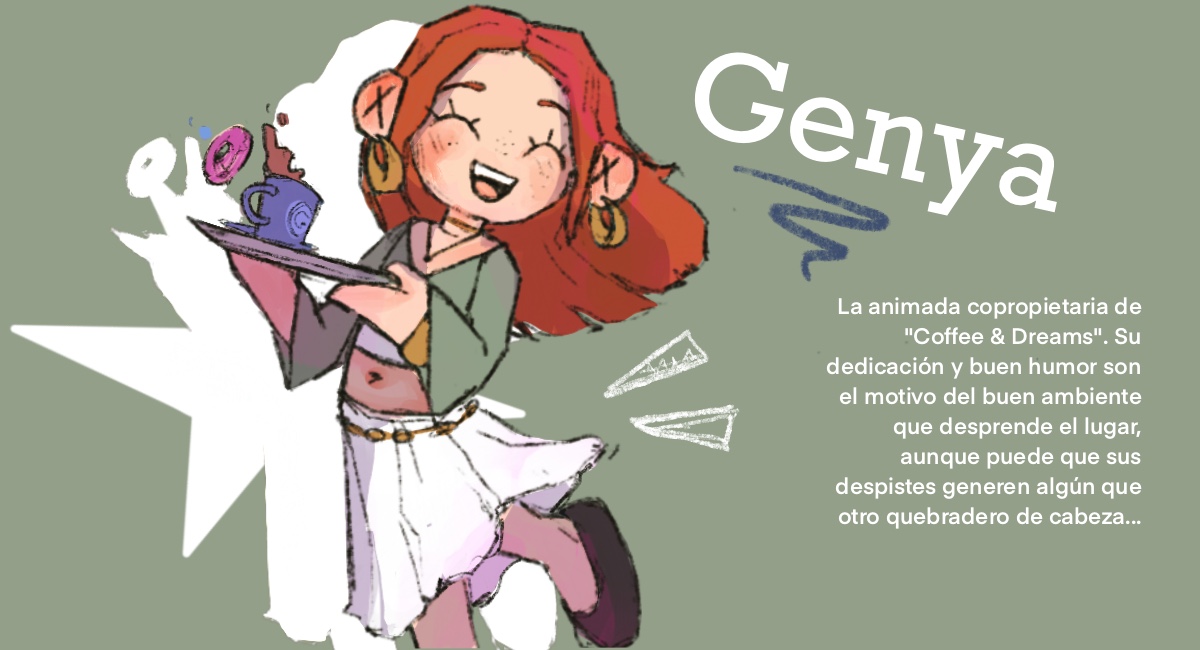 Genya
La animada copropietaria de
"Coffee & Dreams". Su
dedicación y buen humor son
el motivo del buen ambiente
que desprende el lugar,
aunque puede que sus
despistes generen algún que
otro quebradero de cabeza...